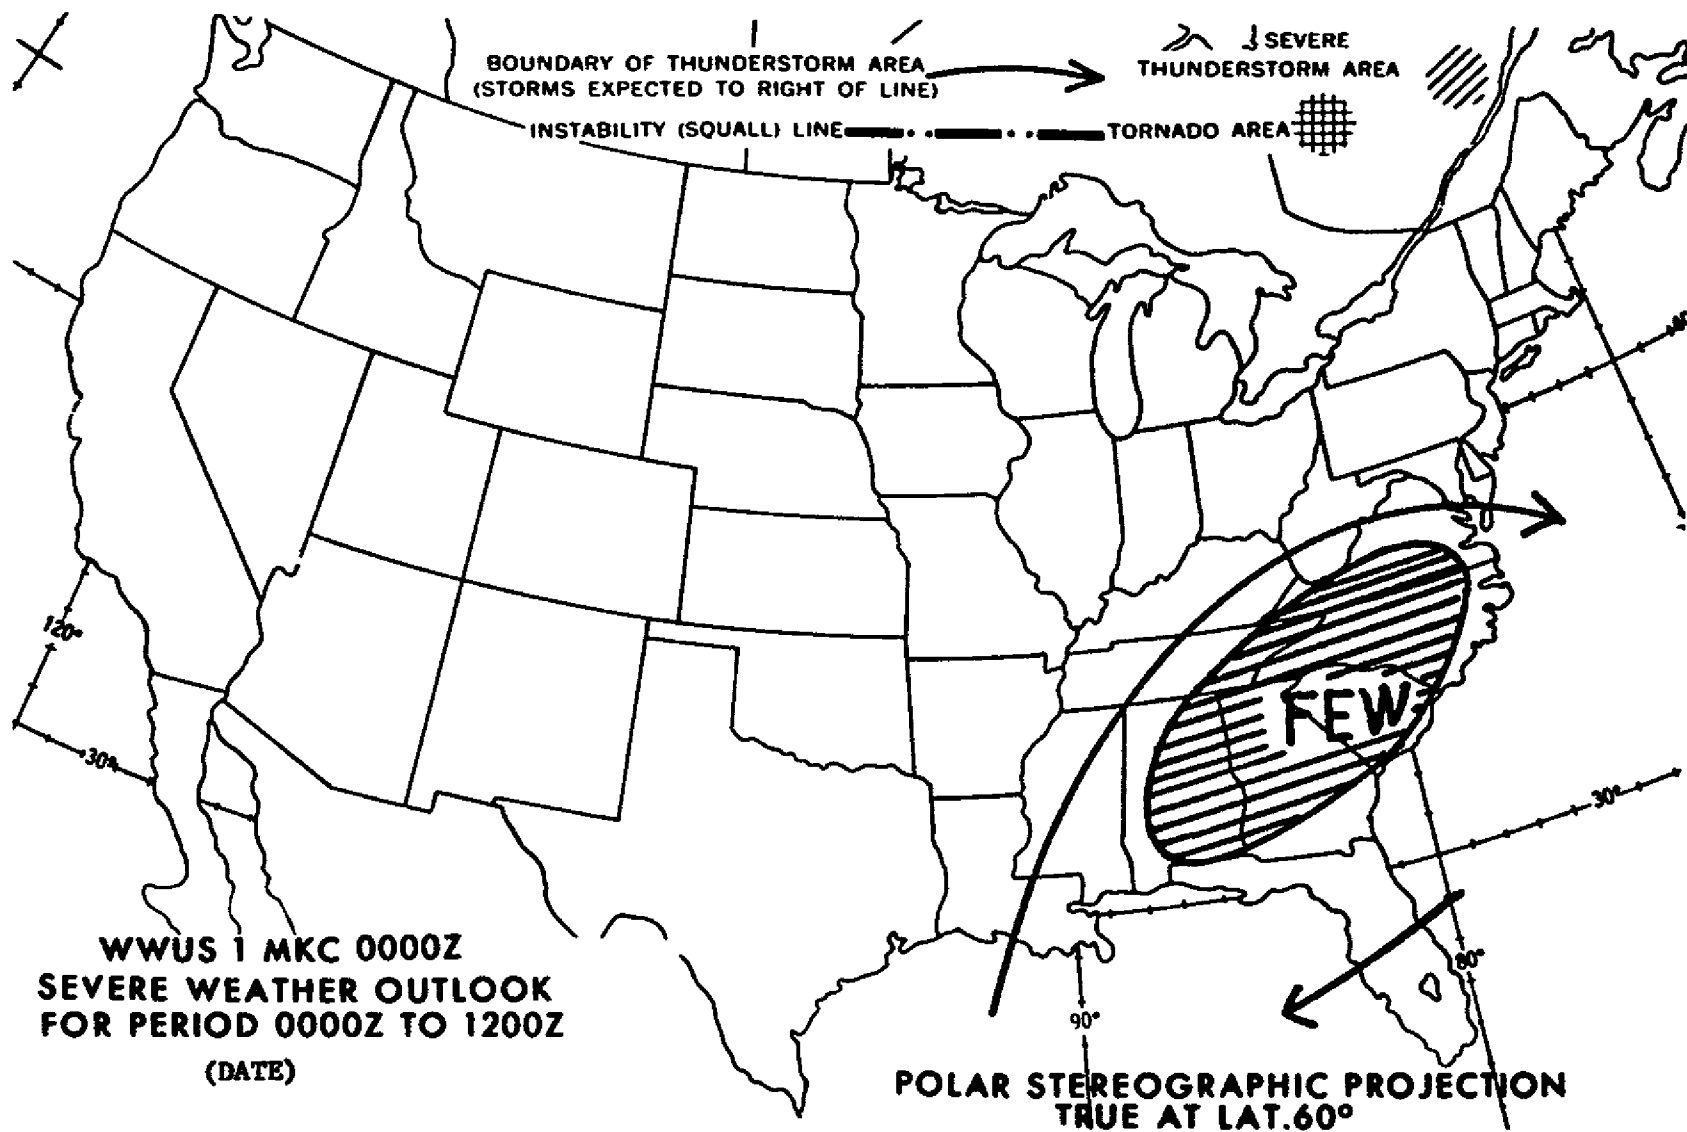 BOUNDARY OF THUNDERSTORM AREA
(STORMS EXPECTED TO RIGHT OF LINE)
SEVERE
THUNDERSTORM AREA
INSTABILITY (SQUALL) LINE
TORNADO AREA
120°
30°
FEW
30°
80°
90°
WWUS 1 MKC 0000Z
SEVERE WEATHER OUTLOOK
FOR PERIOD 0000Z TO 1200Z
(DATE)
POLAR STEREOGRAPHIC PROJECTION
TRUE AT LAT.60°